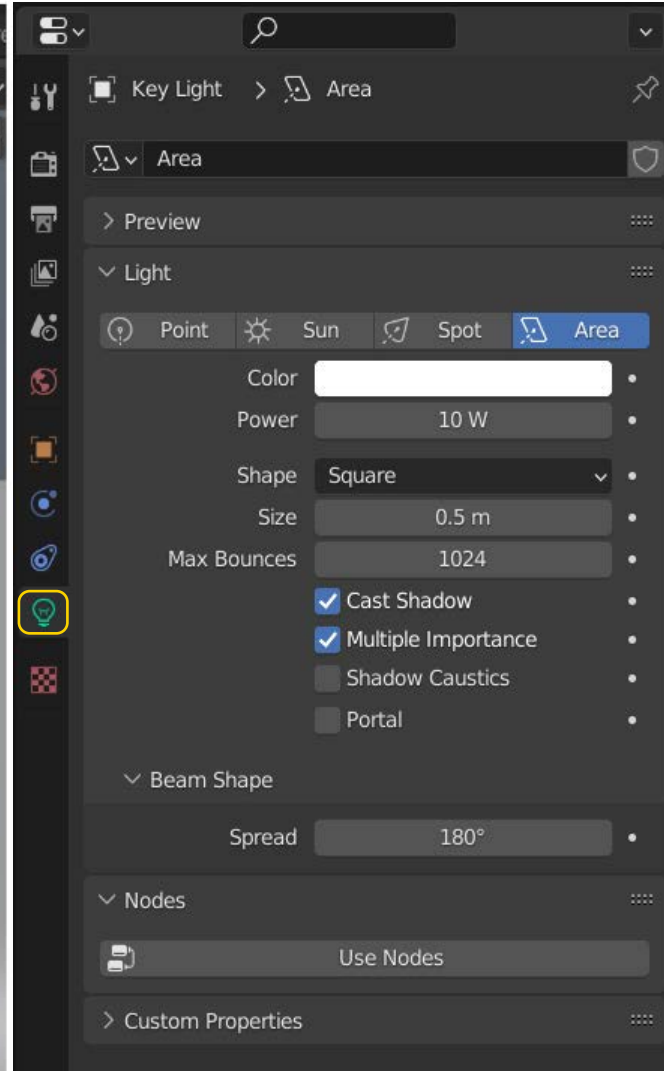 Key Light > Area
Area
> Preview
Light
Point Sun Spot Area
Color
Power 10 W
Shape Square
Size 0.5 m
Max Bounces 1024
Cast Shadow
Multiple Importance
Shadow Caustics
Portal
Beam Shape
Spread 180°
Nodes
Use Nodes
> Custom Properties